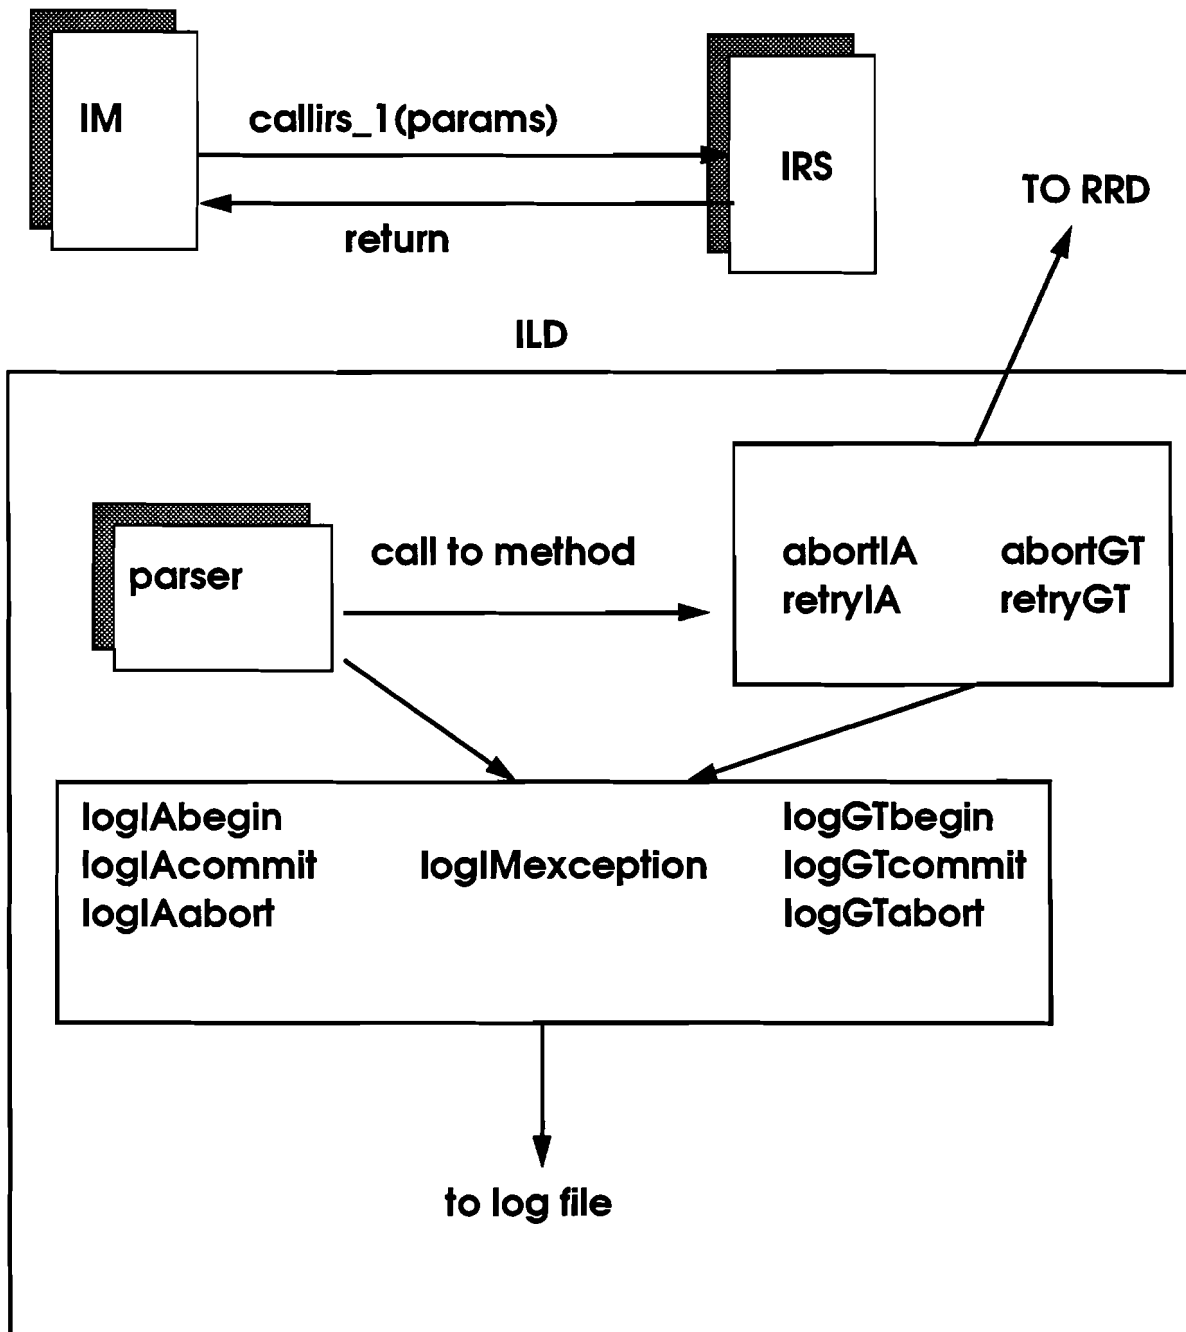 IM
callirs_1(params)
IRS
return
TO RRD
ILD
parser
call to method
abortIA abortGT
retryIA retryGT
logIAbegin logGTbegin
logIAcommit logIMexception logGTcommit
logIAabort logGTabort
to log file